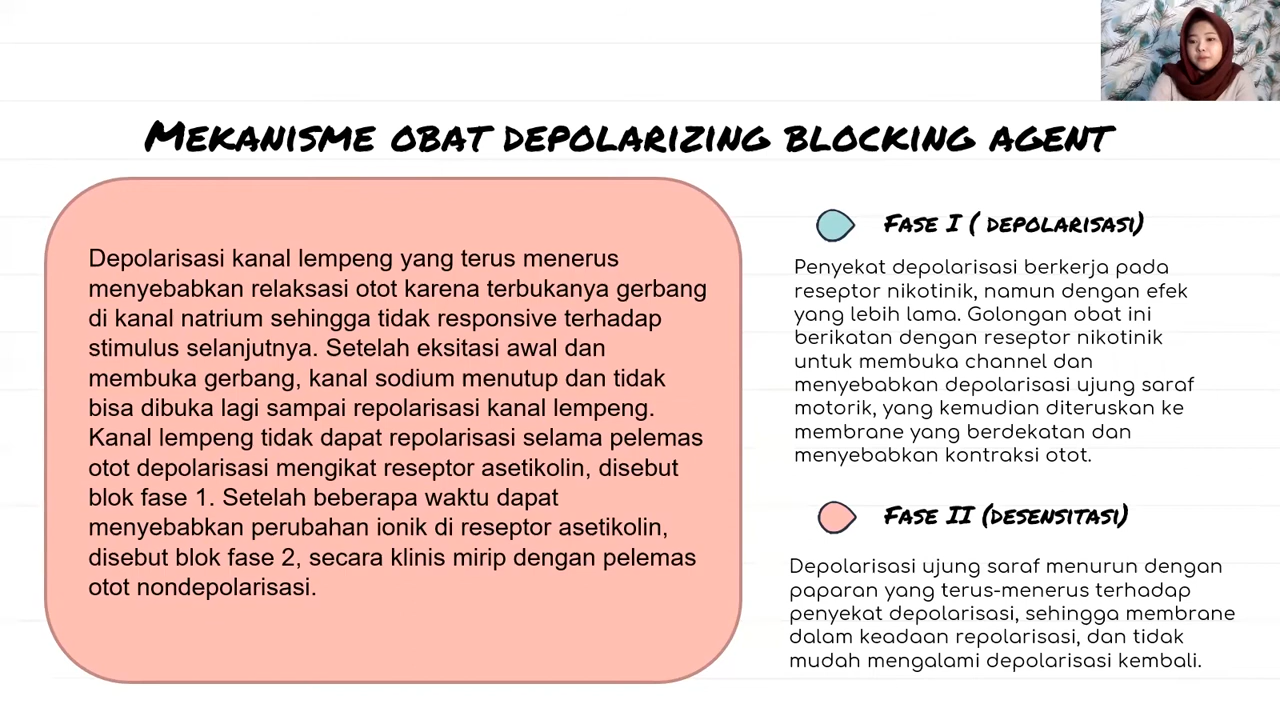 MEKANISME OBAT DEPOLARIZING BLOCKING AGENT
Depolarisasi kanal lempeng yang terus menerus
menyebabkan relaksasi otot karena terbukanya gerbang
di kanal natrium sehingga tidak responsive terhadap
stimulus selanjutnya. Setelah eksitasi awal dan
membuka gerbang, kanal sodium menutup dan tidak
bisa dibuka lagi sampai repolarisasi kanal lempeng.
Kanal lempeng tidak dapat repolarisasi selama pelemas
otot depolarisasi mengikat reseptor asetikolin, disebut
blok fase 1. Setelah beberapa waktu dapat
menyebabkan perubahan ionik di reseptor asetikolin,
disebut blok fase 2, secara klinis mirip dengan pelemas
otot nondepolarisasi.
FASE I ( DEPOLARISASI)
Penyekat depolarisasi berkerja pada
reseptor nikotinik, namun dengan efek
yang lebih lama. Golongan obat ini
berikatan dengan reseptor nikotinik
untuk membuka channel dan
menyebabkan depolarisasi ujung saraf
motorik, yang kemudian diteruskan ke
membrane yang berdekatan dan
menyebabkan kontraksi otot.
FASE II (DESENSITASI)
Depolarisasi ujung saraf menurun dengan
paparan yang terus-menerus terhadap
penyekat depolarisasi, sehingga membrane
dalam keadaan repolarisasi, dan tidak
mudah mengalami depolarisasi kembali.